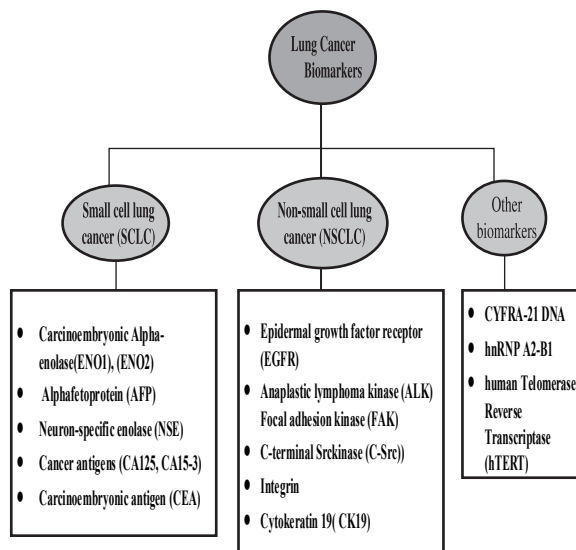 Lung Cancer
Biomarkers
Small cell lung
cancer (SCLC)
Non-small cell lung
cancer (NSCLC)
Other
biomarkers
• Carcinoembryonic Alpha-
enolase(ENO1), (ENO2)
• Alphafetoprotein (AFP)
• Neuron-specific enolase (NSE)
• Cancer antigens (CA125, CA15-3)
• Carcinoembryonic antigen (CEA)
• Epidermal growth factor receptor
(EGFR)
• Anaplastic lymphoma kinase (ALK)
Focal adhesion kinase (FAK)
• C-terminal Srckinase (C-Src))
• Integrin
• Cytokeratin 19( CK19)
• CYFRA-21 DNA
• hnRNP A2-B1
• human Telomerase
Reverse
Transcriptase
(hTERT)